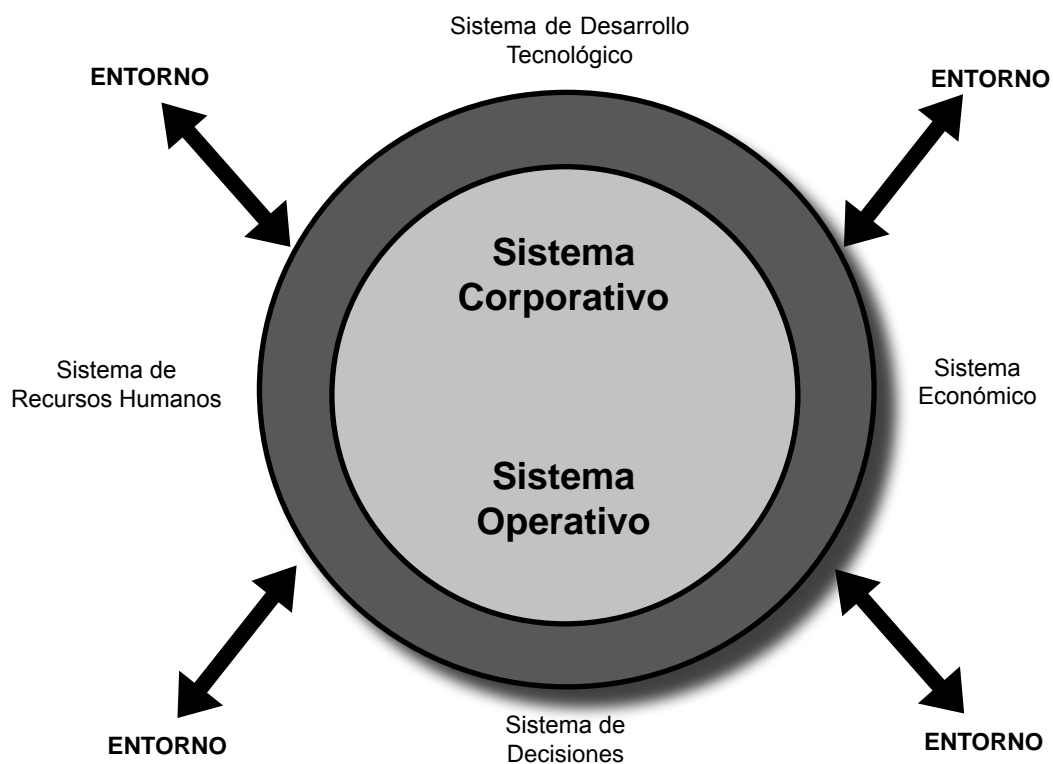 Sistema de Desarrollo
Tecnológico
ENTORNO
ENTORNO
Sistema
Corporativo
Sistema de
Recursos Humanos
Sistema
Económico
Sistema
Operativo
ENTORNO
Sistema de
Decisiones
ENTORNO